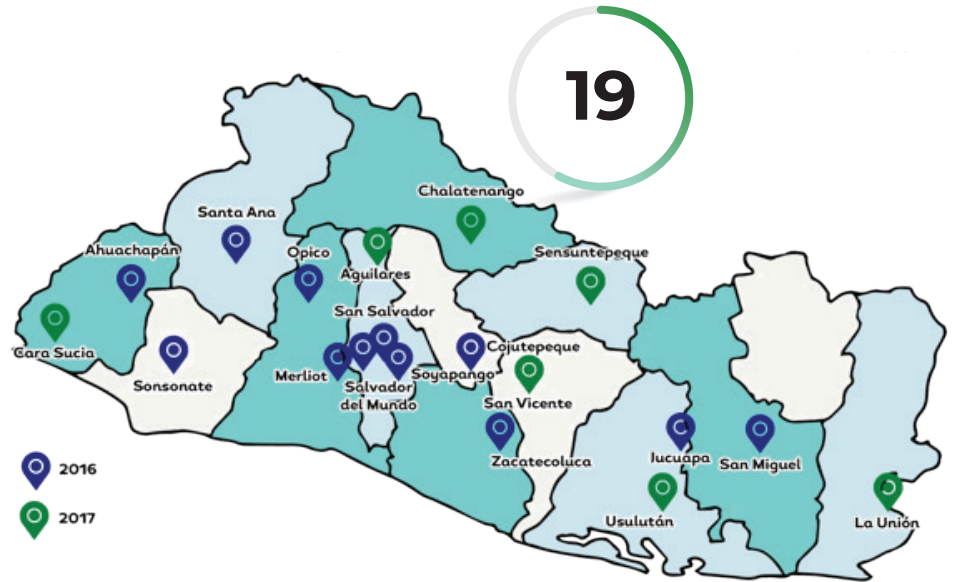 19
Chalatenango
Santa Ana
Ahuachapán
Opico
Sensuntepeque
Aguilares
San Salvador
Cara Sucia
Cojutepeque
Sonsonate
Merliot
Soyapango
Salvador
del Mundo
San Vicente
Zacatecoluca
Jucuapa
San Miguel
2016
2017
Usulután
La Unión